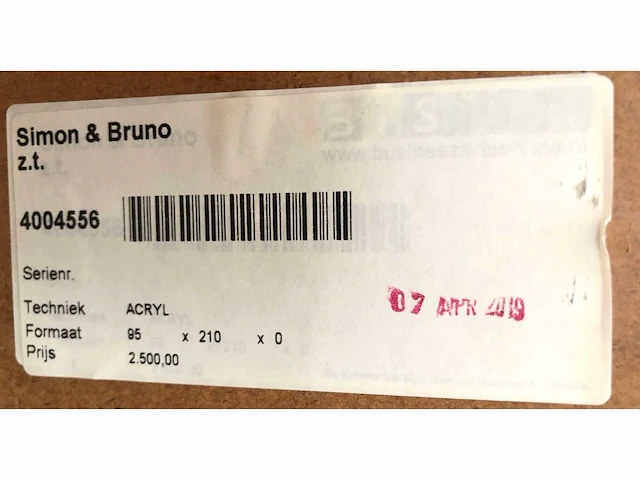 Simon & Bruno
z.t.
4004556
Serienr.
Techniek ACRYL
Formaat 95 x 210 x 0
Prijs 2.500,00
07 APR 2019